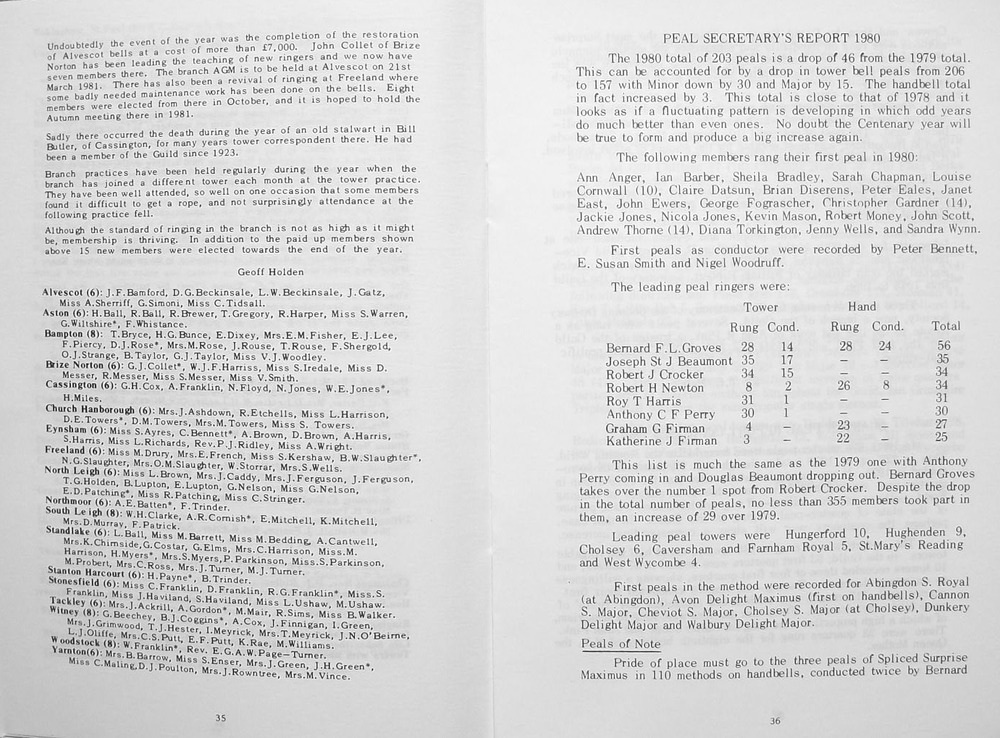 Undoubtedly the event of the year was the completion of the restoration
of Alvescot bells at a cost of more than £7,000. John Collet of Brize
Norton has been leading the teaching of new ringers and we now have
seven members there. The branch AGM is to be held at Alvescot on 21st
March 1981. There has also been a revival of ringing at Freeland where
some badly needed maintenance work has been done on the bells. Eight
members were elected from there in October, and it is hoped to hold the
Autumn meeting there in 1981.
Sadly there occurred the death during the year of an old stalwart in Bill
Butler, of Cassington, for many years tower correspondent there. He had
been a member of the Guild since 1923.
Branch practices have been held regularly during the year when the
branch has joined a different tower each month at the tower practice.
They have been well attended, so well on one occasion that some members
found it difficult to get a rope, and not surprisingly attendance at the
following practice fell.
Although the standard of ringing in the branch is not as high as it might
be, membership is thriving. In addition to the paid up members shown
above 15 new members were elected towards the end of the year.
Geoff Holden
Alvescot (6): J.F.Bamford, D.G.Beckinsale, L.W.Beckinsale, J.Gatz,
Miss A.Sherriff, G.Simoni, Miss C.Tidsall.
Aston (6): H.Ball, R.Ball, R.Brewer, T.Gregory, R.Harper, Miss S.Warren,
G.Wiltshire*, F.Whistance.
Bampton (8): T.Bryce, H.G.Bunce, E.Dixey, Mrs.E.M.Fisher, E.J.Lee,
F.Piercy, D.J.Rose*, Mrs.M.Rose, J.Rouse, T.Rouse, F.Shergold,
O.J.Strange, B.Taylor, G.J.Taylor, Miss V.J.Woodley.
Brize Norton (6): G.J.Collet*, W.J.F.Harriss, Miss S.Iredale, Miss D.
Messer, R.Messer, Miss S.Messer, Miss V.Smith.
Cassington (6): G.H.Cox, A.Franklin, N.Floyd, N.Jones, W.E.Jones*,
H.Miles.
Church Hanborough (6): Mrs.J.Ashdown, R.Etchells, Miss L.Harrison,
D.E.Towers*, D.M.Towers, Mrs.M.Towers, Miss S. Towers.
Eynsham (6): Miss S.Ayres, C.Bennett*, A.Brown, D.Brown, A.Harris,
S.Harris, Miss L.Richards, Rev.P.J.Ridley, Miss A.Wright.
Freeland (6): Miss M.Drury, Mrs.E.French, Miss S.Kershaw, B.W.Slaughter*,
N.G.Slaughter, Mrs.O.M.Slaughter, W.Storrar, Mrs.S.Wells.
North Leigh (6): Miss L.Brown, Mrs.J.Caddy, Mrs.J.Ferguson, J.Ferguson,
T.G.Holden, B.Lupton, E.Lupton, G.Nelson, Miss G.Nelson,
E.D.Patching*, Miss R.Patching, Miss C.Stringer.
Northmoor (6): A.E.Batten*, F.Trinder.
South Leigh (8): W.H.Clarke, A.R.Cornish*, E.Mitchell, K.Mitchell,
Mrs.D.Murray, F.Patrick.
Standlake (6): L.Ball, Miss M.Barrett, Miss M.Bedding, A.Cantwell,
Mrs.K.Chimside, G.Costar, G.Elms, Mrs.C.Harrison, Miss.M.
Harrison, H.Myers*, Mrs.S.Myers, P.Parkinson, Miss.S.Parkinson,
M.Probert, Mrs.C.Ross, Mrs.J.Turner, M.J.Turner.
Stanton Harcourt (6): H.Payne*, B.Trinder.
Stonesfield (6): Miss C.Franklin, D.Franklin, R.G.Franklin*, Miss.S.
Franklin, Miss J.Haviland, S.Haviland, Miss L.Ushaw, M.Ushaw.
Tackley (6): Mrs.J.Ackrill, A.Gordon*, M.Mair, R.Sims, Miss B.Walker.
Witney (8): G.Beechey, B.J.Coggins*, A.Cox, J.Finnigan, I.Green,
Mrs.J.Grimwood, T.J.Hester, I.Meyrick, Mrs.T.Meyrick, J.N.O'Beirne,
L.J.Oliffe, Mrs.C.S.Putt, E.F.Putt, K.Rae, M.Williams.
Woodstock (8): W.Franklin*, Rev. E.G.A.W.Page-Turner.
Yarnton(6): Mrs.B.Barrow, Miss S.Enser, Mrs.J.Green, J.H.Green*,
Miss C.Maling, D.J.Poulton, Mrs.J.Rowntree, Mrs.M.Vince.
35
PEAL SECRETARY'S REPORT 1980
The 1980 total of 203 peals is a drop of 46 from the 1979 total.
This can be accounted for by a drop in tower bell peals from 206
to 157 with Minor down by 30 and Major by 15. The handbell total
in fact increased by 3. This total is close to that of 1978 and it
looks as if a fluctuating pattern is developing in which odd years
do much better than even ones. No doubt the Centenary year will
be true to form and produce a big increase again.
The following members rang their first peal in 1980:
Ann Anger, Ian Barber, Sheila Bradley, Sarah Chapman, Louise
Cornwall (10), Claire Datsun, Brian Diserens, Peter Eales, Janet
East, John Ewers, George Fograscher, Christopher Gardner (14),
Jackie Jones, Nicola Jones, Kevin Mason, Robert Money, John Scott,
Andrew Thorne (14), Diana Torkington, Jenny Wells, and Sandra Wynn.
First peals as conductor were recorded by Peter Bennett,
E. Susan Smith and Nigel Woodruff.
The leading peal ringers were:
Tower Hand
Rung Cond. Rung Cond. Total
Bernard F.L.Groves 28 14 28 24 56
Joseph St J Beaumont 35 17 – – 35
Robert J Crocker 34 15 – – 34
Robert H Newton 8 2 26 8 34
Roy T Harris 31 1 – – 31
Anthony C F Perry 30 1 – – 30
Graham G Firman 4 – 23 – 27
Katherine J Firman 3 – 22 – 25
This list is much the same as the 1979 one with Anthony
Perry coming in and Douglas Beaumont dropping out. Bernard Groves
takes over the number 1 spot from Robert Crocker. Despite the drop
in the total number of peals, no less than 355 members took part in
them, an increase of 29 over 1979.
Leading peal towers were Hungerford 10, Hughenden 9,
Cholsey 6, Caversham and Farnham Royal 5, St.Mary's Reading
and West Wycombe 4.
First peals in the method were recorded for Abingdon S. Royal
(at Abingdon), Avon Delight Maximus (first on handbells), Cannon
S. Major, Cheviot S. Major, Cholsey S. Major (at Cholsey), Dunkery
Delight Major and Walbury Delight Major.
Peals of Note
Pride of place must go to the three peals of Spliced Surprise
Maximus in 110 methods on handbells, conducted twice by Bernard
36